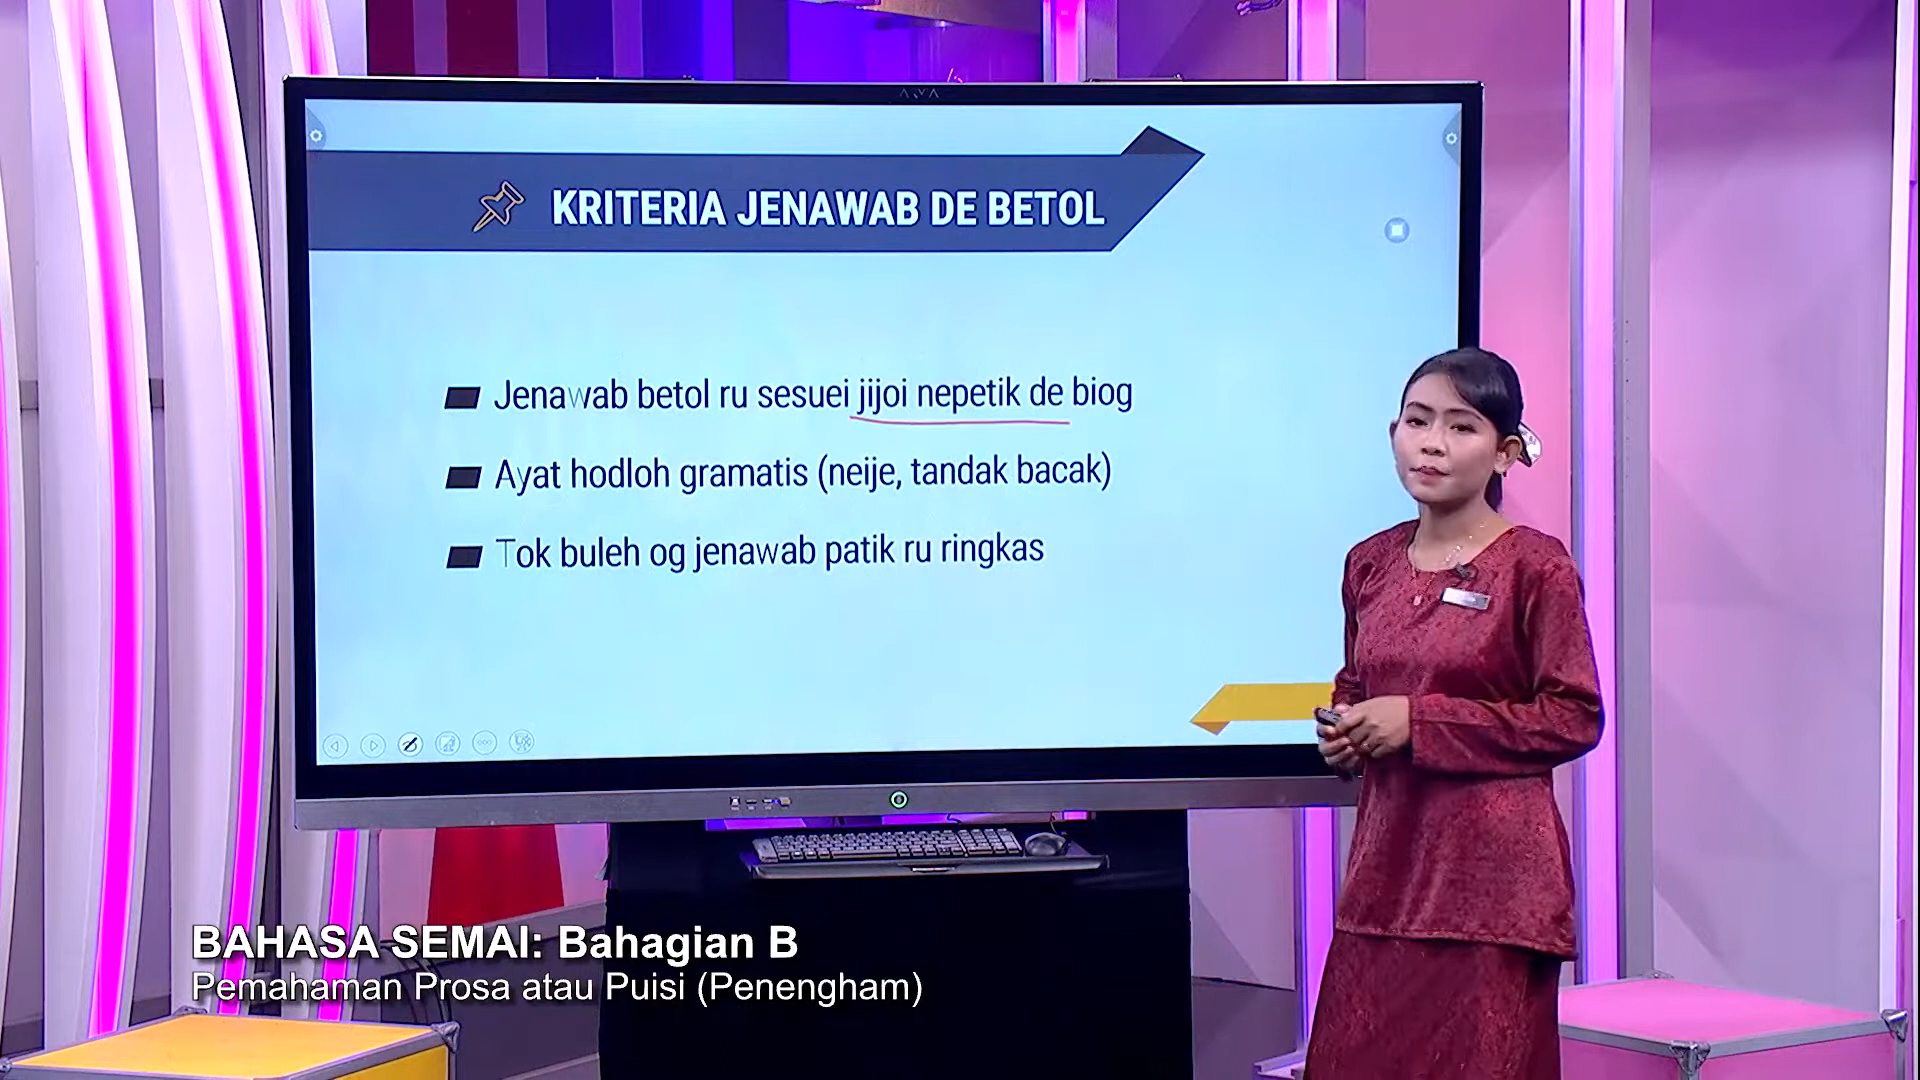 KRITERIA JENAWAB DE BETOL
Jenawab betol ru sesuei jijoi nepetik de biog
Ayat hodloh gramatis (neije, tandak bacak)
Tok buleh og jenawab patik ru ringkas
BAHASA SEMAI: Bahagian B
Pemahaman Prosa atau Puisi (Penengham)